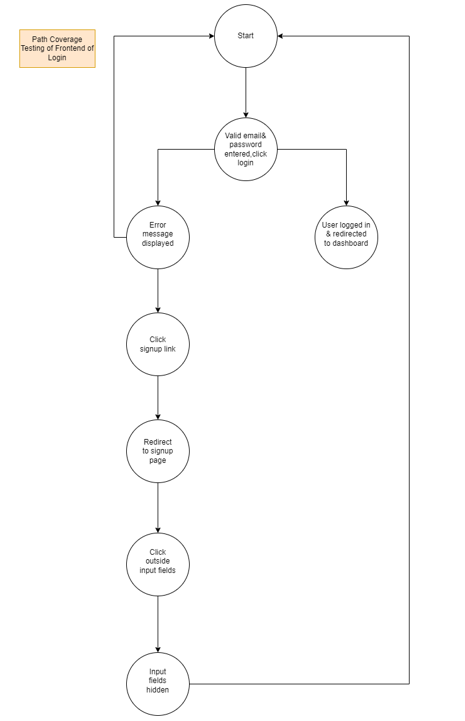 Path Coverage
Testing of Frontend of
Login
Start
Valid email&
password
entered,click
login
Error
message
displayed
User logged in
& redirected
to dashboard
Click
signup link
Redirect
to signup
page
Click
outside
input fields
Input
fields
hidden